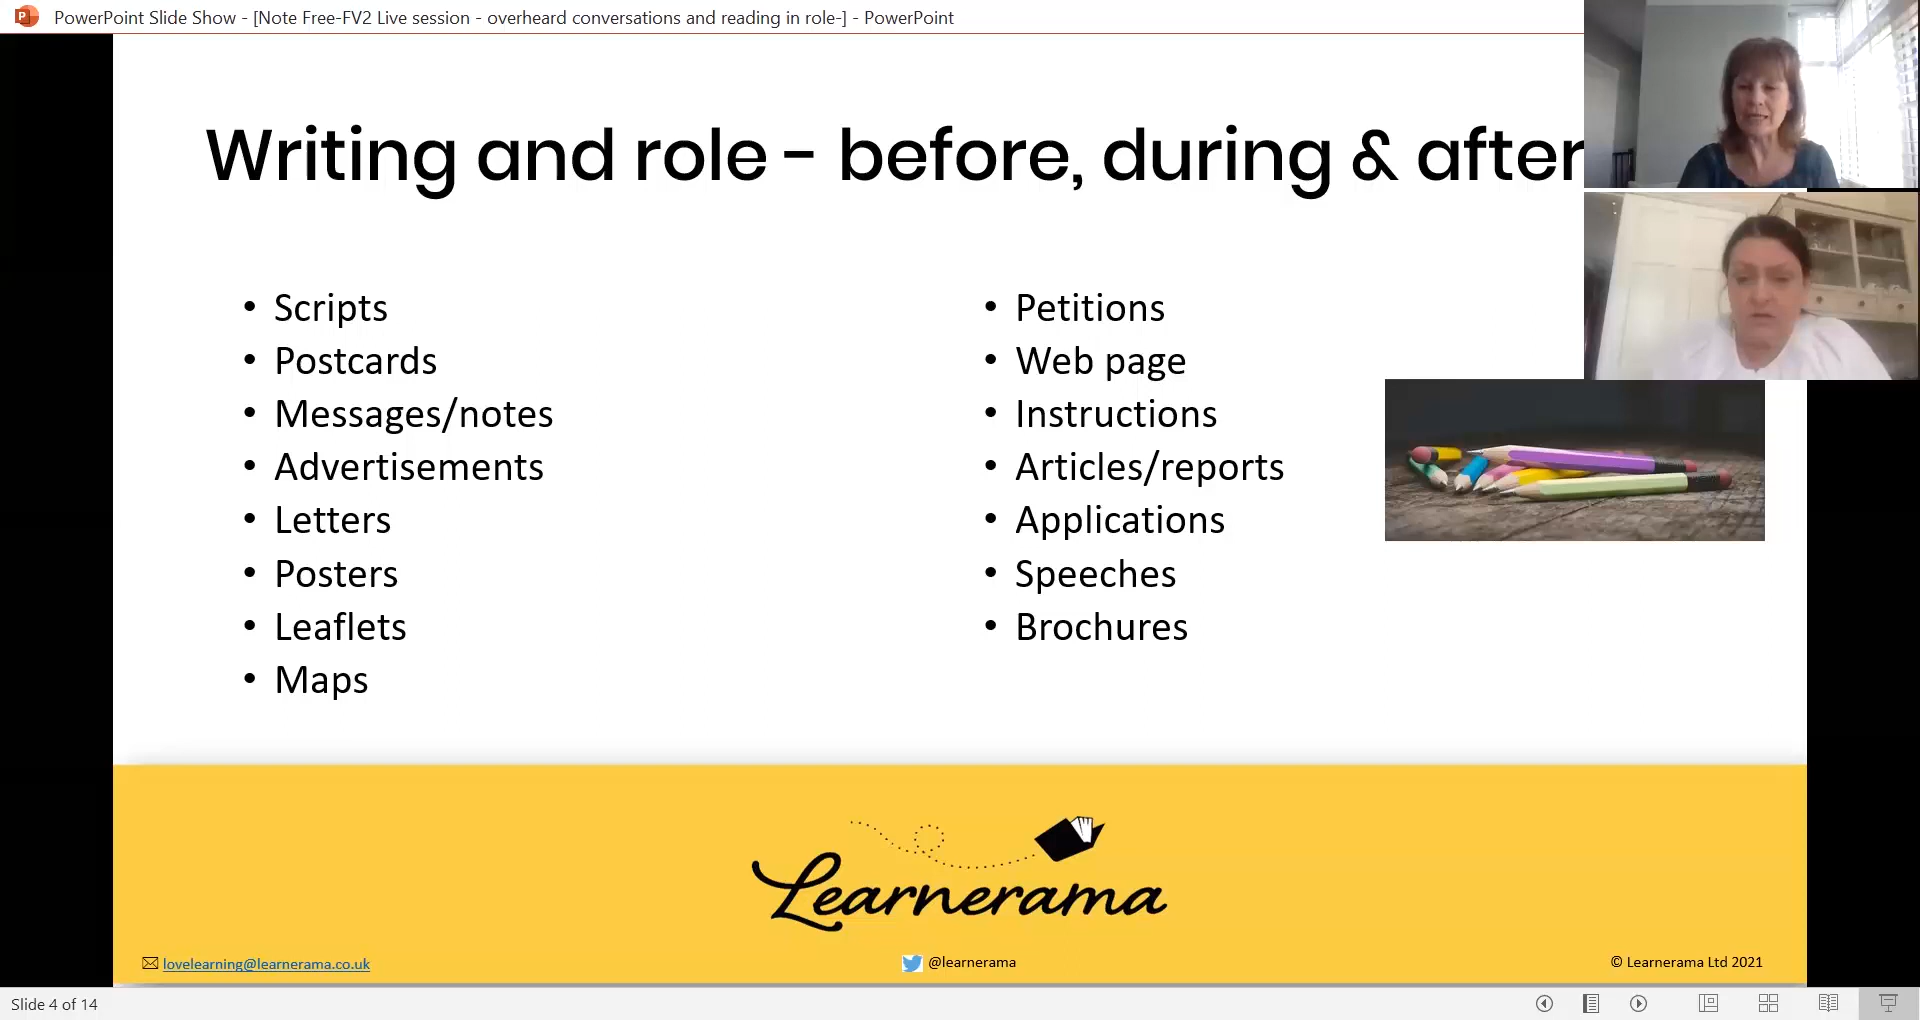 PowerPoint Slide Show - [Note Free-FV2 Live session - overheard conversations and reading in role-] - PowerPoint
Writing and role - before, during & after
• Scripts
• Postcards
• Messages/notes
• Advertisements
• Letters
• Posters
• Leaflets
• Maps
• Petitions
• Web page
• Instructions
• Articles/reports
• Applications
• Speeches
• Brochures
Learnerama
lovelearning@learnerama.co.uk
@learnerama
© Learnerama Ltd 2021
Slide 4 of 14